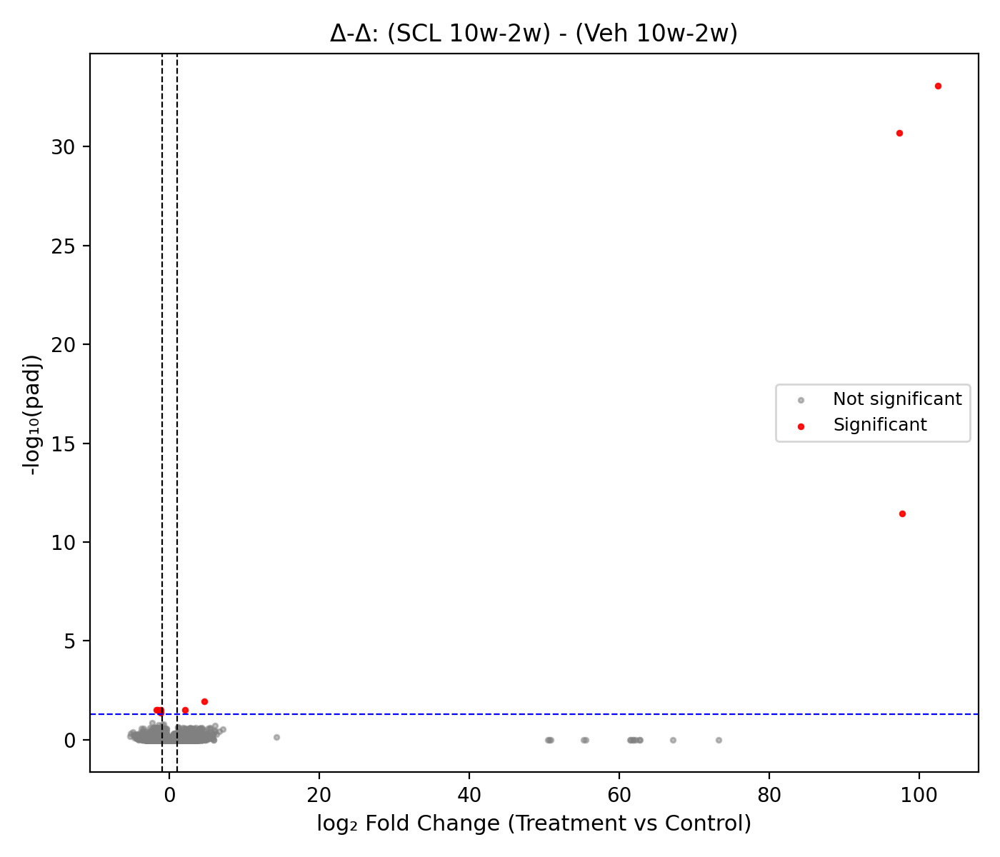 Δ-Δ: (SCL 10w-2w) - (Veh 10w-2w)
30
25
20
15
10
5
0
-log₁₀(padj)
Not significant
Significant
0 20 40 60 80 100
log₂ Fold Change (Treatment vs Control)